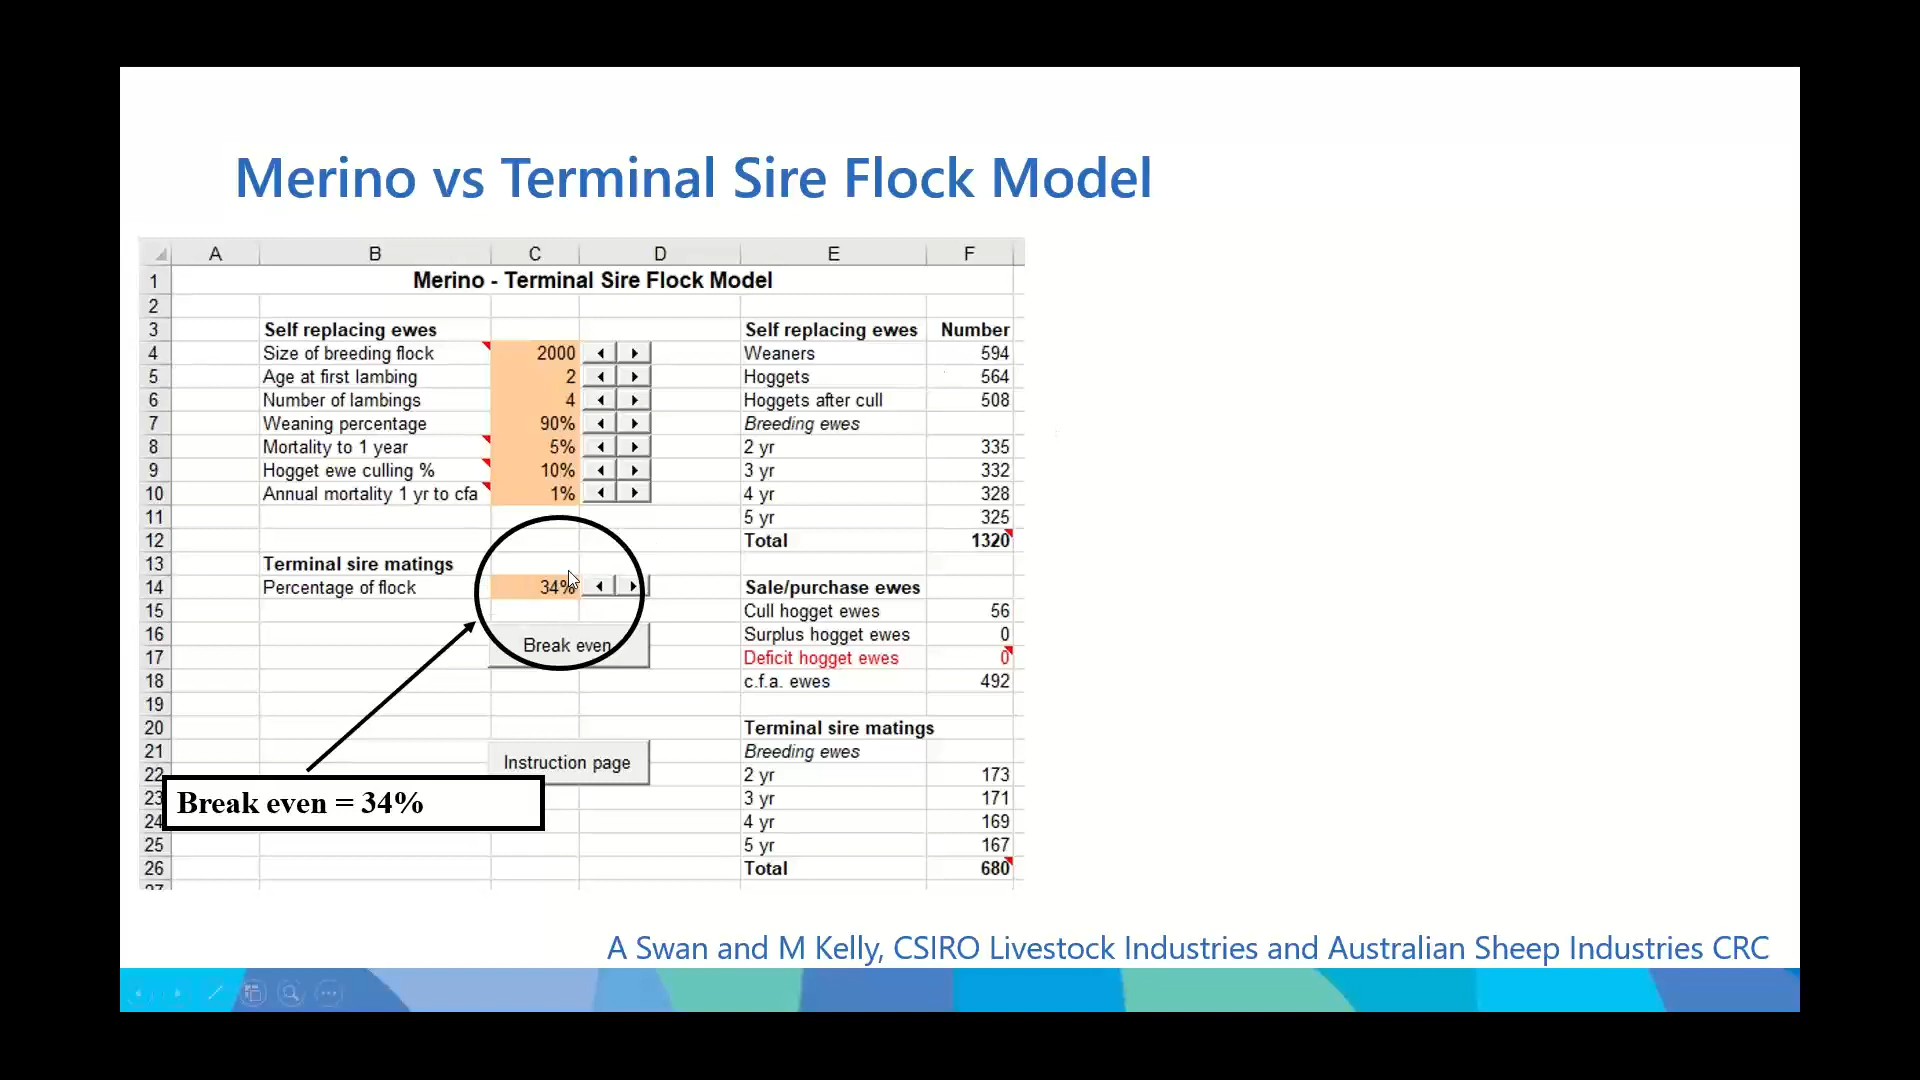 Merino vs Terminal Sire Flock Model
A B C D E F
1 Merino - Terminal Sire Flock Model
2
3 Self replacing ewes Self replacing ewes Number
4 Size of breeding flock 2000 Weaners 594
5 Age at first lambing 2 Hoggets 564
6 Number of lambings 4 Hoggets after cull 508
7 Weaning percentage 90% Breeding ewes
8 Mortality to 1 year 5% 2 yr 335
9 Hogget ewe culling % 10% 3 yr 332
10 Annual mortality 1 yr to cfa 1% 4 yr 328
11 5 yr 325
12 Total 1320
13 Terminal sire matings
14 Percentage of flock 34% Sale/purchase ewes
15 Cull hogget ewes 56
16 Break even Surplus hogget ewes 0
17 Deficit hogget ewes 0
18 c.f.a. ewes 492
19
20 Terminal sire matings
21 Instruction page Breeding ewes
22 2 yr 173
23 Break even = 34% 3 yr 171
24 4 yr 169
25 5 yr 167
26 Total 680
27
A Swan and M Kelly, CSIRO Livestock Industries and Australian Sheep Industries CRC